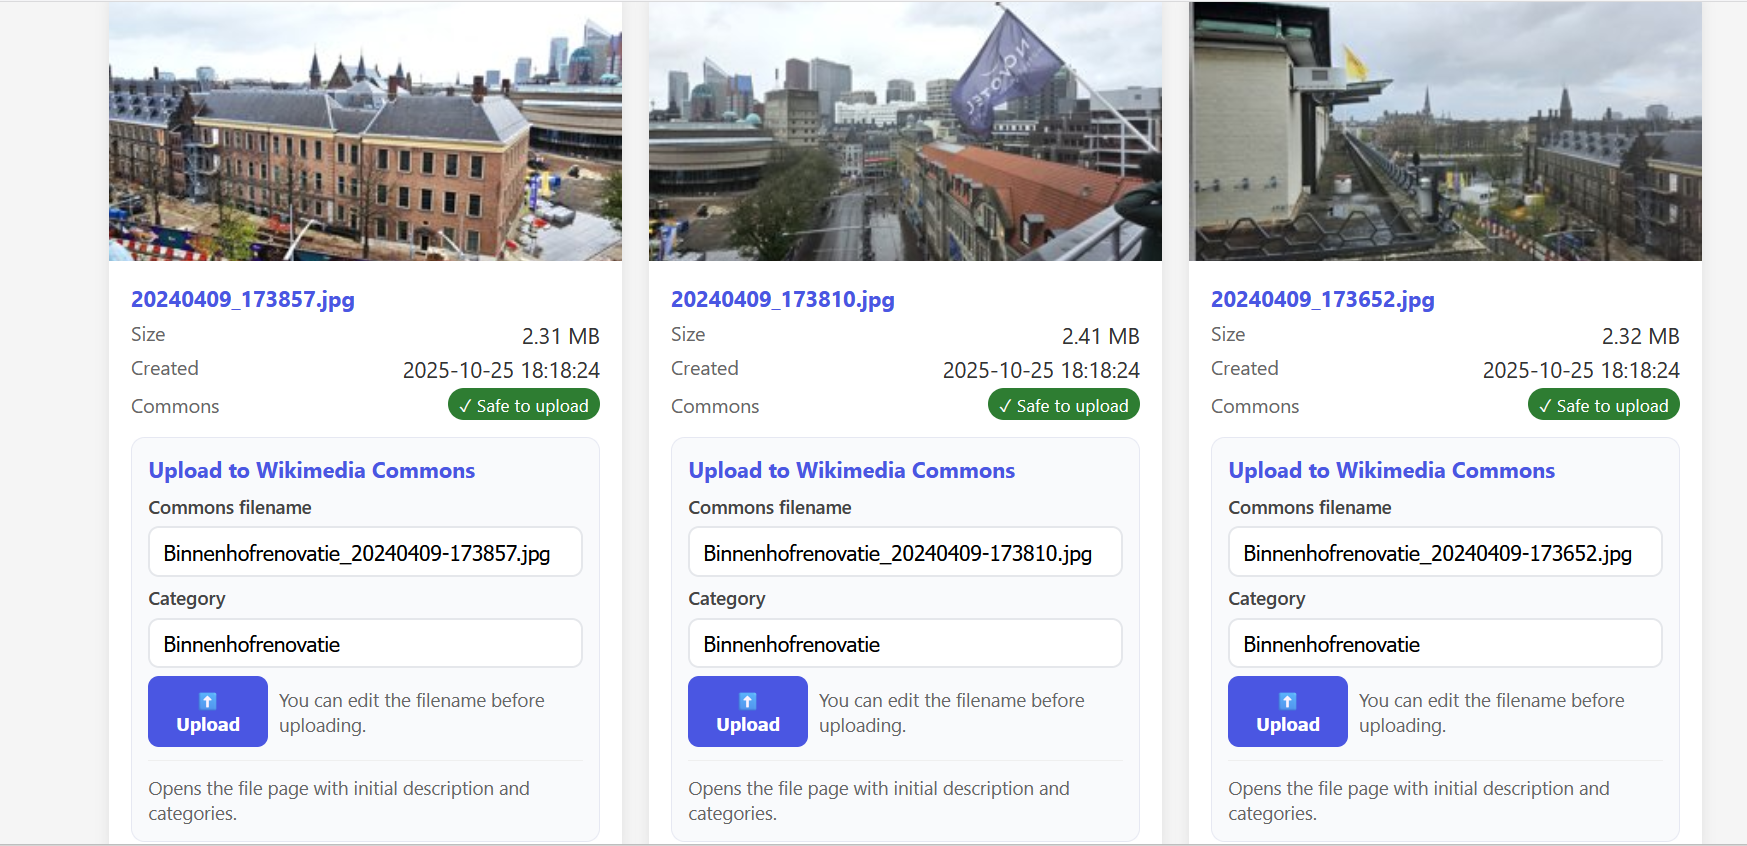 NOVOTEL
20240409_173857.jpg
Size 2.31 MB
Created 2025-10-25 18:18:24
Commons ✓ Safe to upload
Upload to Wikimedia Commons
Commons filename
Binnenhofrenovatie_20240409-173857.jpg
Category
Binnenhofrenovatie
⬆️ Upload
You can edit the filename before
uploading.
Opens the file page with initial description and
categories.
20240409_173810.jpg
Size 2.41 MB
Created 2025-10-25 18:18:24
Commons ✓ Safe to upload
Upload to Wikimedia Commons
Commons filename
Binnenhofrenovatie_20240409-173810.jpg
Category
Binnenhofrenovatie
⬆️ Upload
You can edit the filename before
uploading.
Opens the file page with initial description and
categories.
20240409_173652.jpg
Size 2.32 MB
Created 2025-10-25 18:18:24
Commons ✓ Safe to upload
Upload to Wikimedia Commons
Commons filename
Binnenhofrenovatie_20240409-173652.jpg
Category
Binnenhofrenovatie
⬆️ Upload
You can edit the filename before
uploading.
Opens the file page with initial description and
categories.